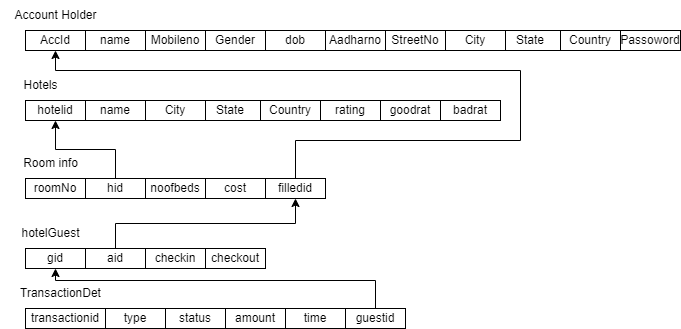 Account Holder
AccId name Mobileno Gender dob Aadharno StreetNo City State Country Passoword
Hotels
hotelid name City State Country rating goodrat badrat
Room info
roomNo hid noofbeds cost filledid
hotelGuest
gid aid checkin checkout
TransactionDet
transactionid type status amount time guestid